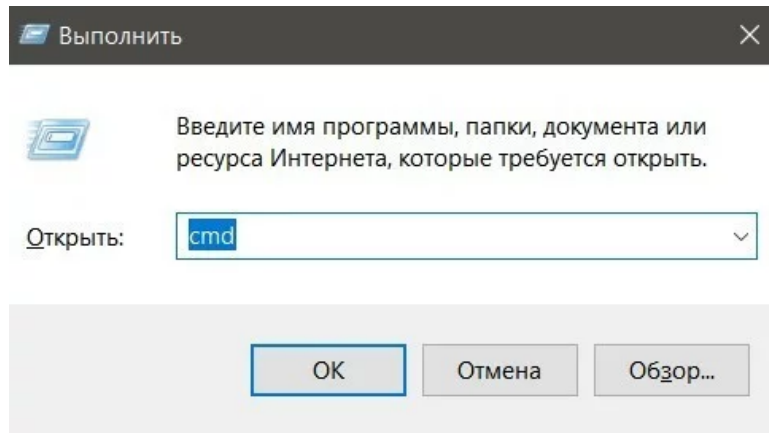 Выполнить
Введите имя программы, папки, документа или
ресурса Интернета, которые требуется открыть.
Открыть: cmd
OK Отмена Обзор...